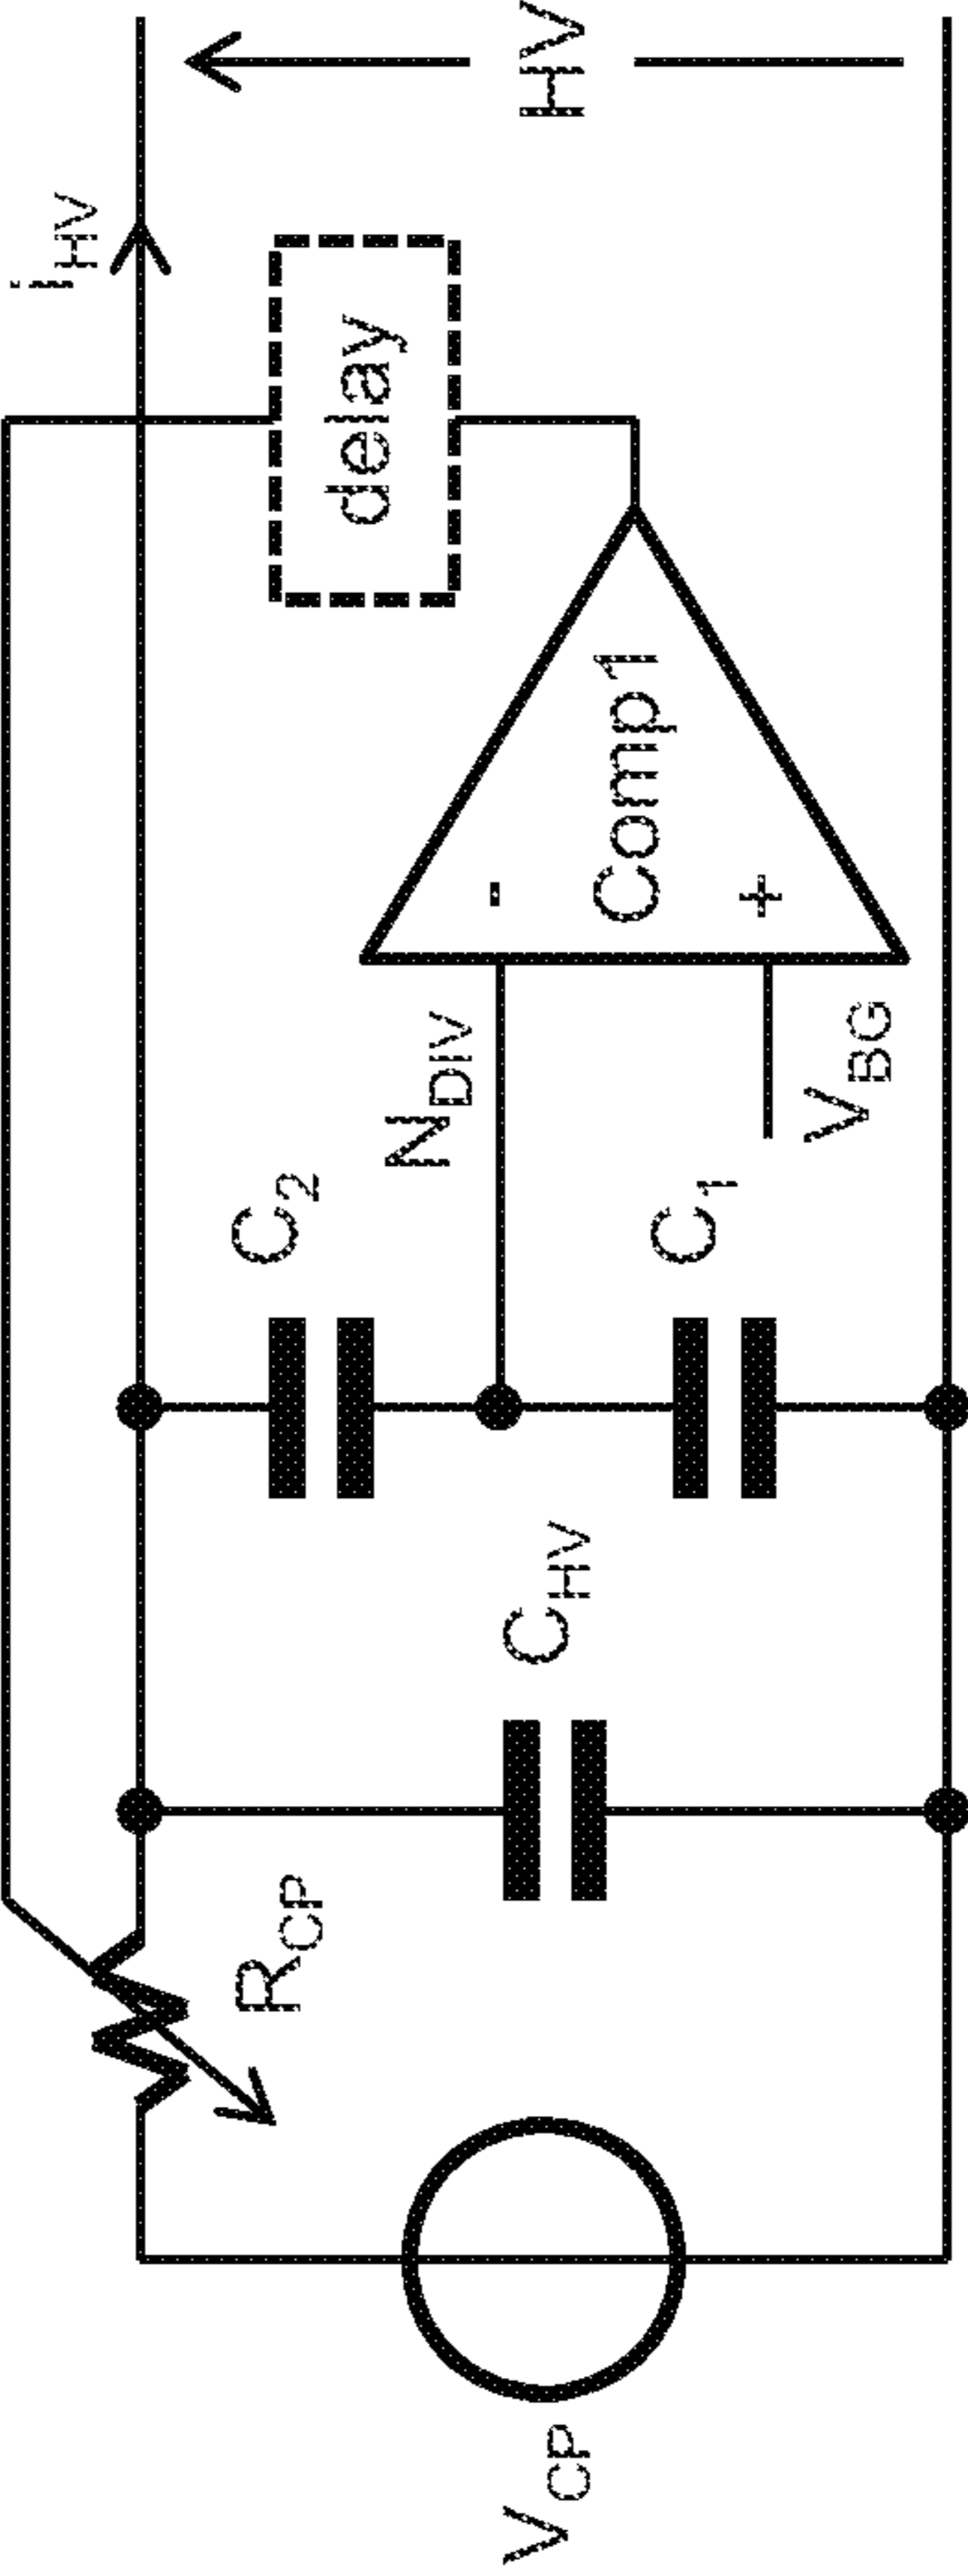 V_CP
R_CP
C_HV
C_2
C_1
N_DIV
V_BG
-
+
Comp1
delay
i_HV
HV